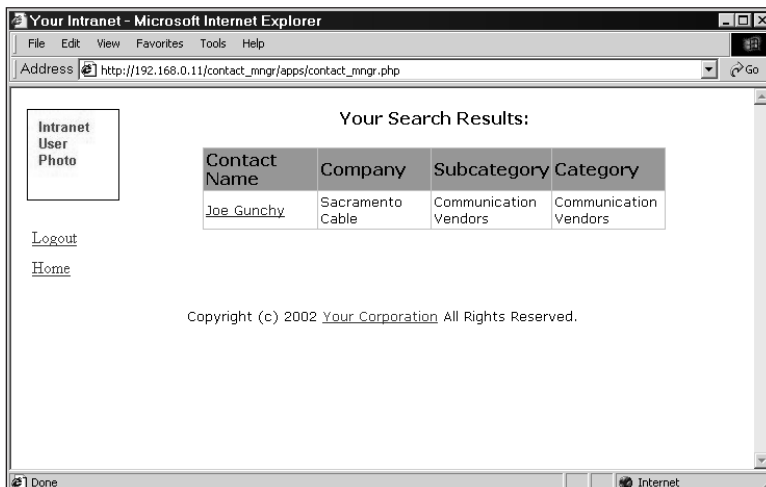 Your Intranet - Microsoft Internet Explorer
File Edit View Favorites Tools Help
Address http://192.168.0.11/contact_mngr/apps/contact_mngr.php Go
Intranet
User
Photo
Logout
Home
Your Search Results:
Contact Name Company Subcategory Category
Joe Gunchy Sacramento Cable Communication Vendors Communication Vendors
Copyright (c) 2002 Your Corporation All Rights Reserved.
Done Internet